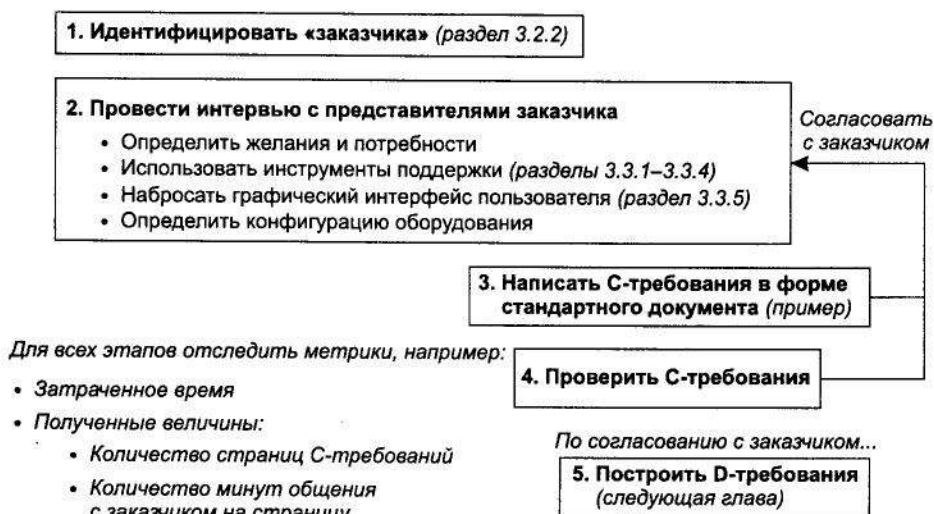 1. Идентифицировать «заказчика» (раздел 3.2.2)
2. Провести интервью с представителями заказчика
• Определить желания и потребности
• Использовать инструменты поддержки (разделы 3.3.1–3.3.4)
• Набросать графический интерфейс пользователя (раздел 3.3.5)
• Определить конфигурацию оборудования
Согласовать
с заказчиком
3. Написать С-требования в форме
стандартного документа (пример)
Для всех этапов отследить метрики, например:
• Затраченное время
• Полученные величины:
• Количество страниц С-требований
• Количество минут общения
с заказчиком на страницу
4. Проверить С-требования
По согласованию с заказчиком...
5. Построить D-требования
(следующая глава)